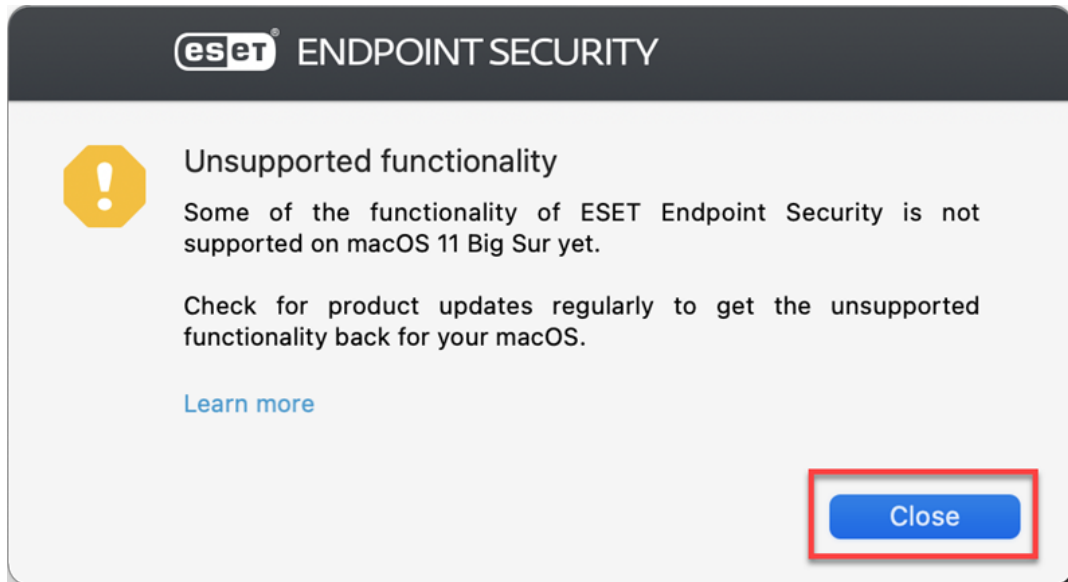 eset® ENDPOINT SECURITY
!
Unsupported functionality
Some of the functionality of ESET Endpoint Security is not
supported on macOS 11 Big Sur yet.
Check for product updates regularly to get the unsupported
functionality back for your macOS.
Learn more
Close